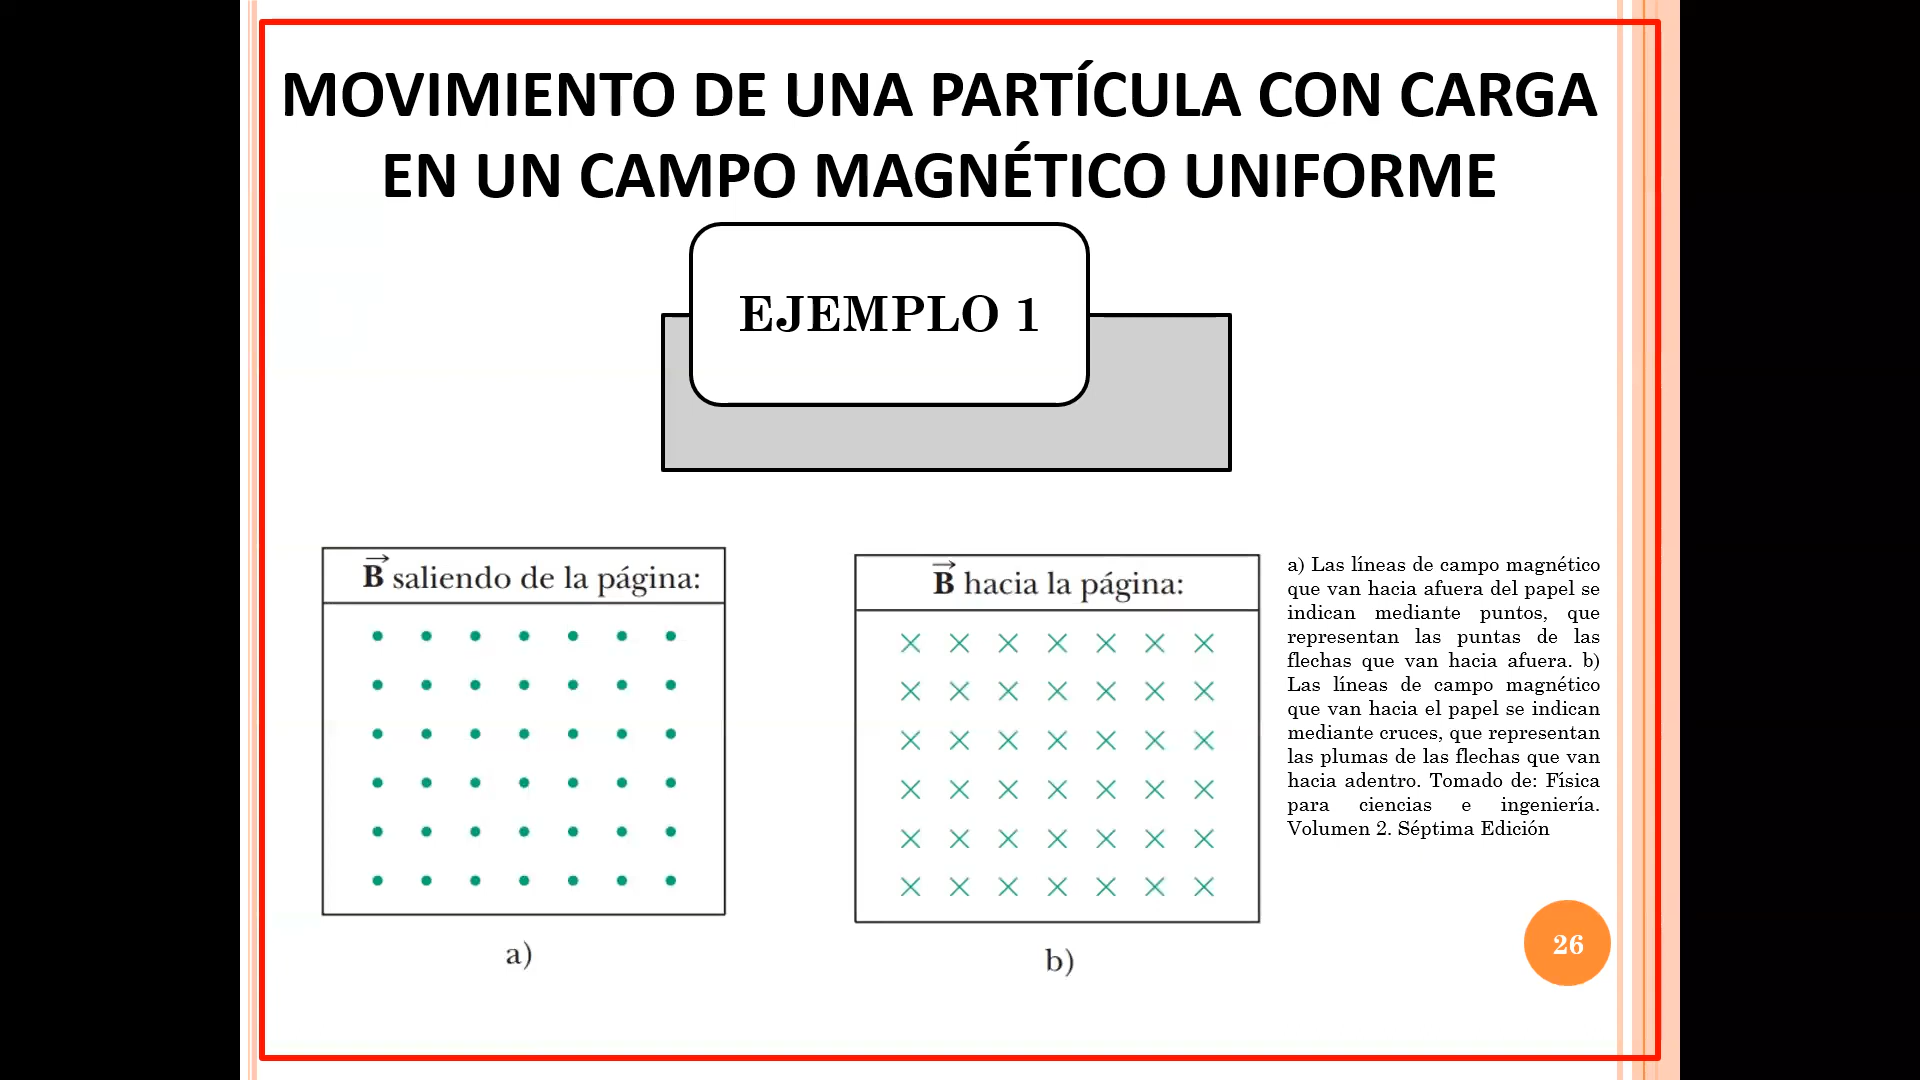 MOVIMIENTO DE UNA PARTÍCULA CON CARGA
EN UN CAMPO MAGNÉTICO UNIFORME
EJEMPLO 1
B saliendo de la página:
a)
B hacia la página:
b)
a) Las líneas de campo magnético
que van hacia afuera del papel se
indican mediante puntos, que
representan las puntas de las
flechas que van hacia afuera. b)
Las líneas de campo magnético
que van hacia el papel se indican
mediante cruces, que representan
las plumas de las flechas que van
hacia adentro. Tomado de: Física
para ciencias e ingeniería.
Volumen 2. Séptima Edición
26